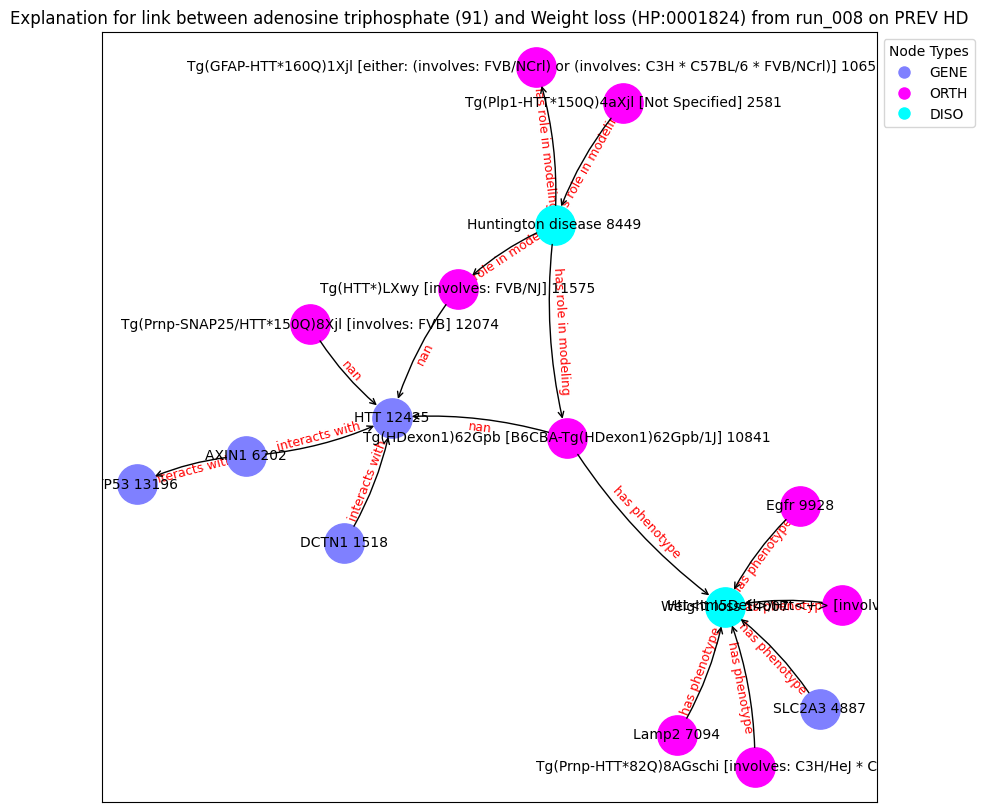 Explanation for link between adenosine triphosphate (91) and Weight loss (HP:0001824) from run_008 on PREV HD
Node Types
GENE
ORTH
DISO
Tg(GFAP-HTT*160Q)1Xjl [either: (involves: FVB/NCrl) or (involves: C3H * C57BL/6 * FVB/NCrl)] 1065
Tg(Plp1-HTT*150Q)4aXjl [Not Specified] 2581
has role in modeling
has role in modeling
Huntington disease 8449
role in modeling
Tg(HTT*)LXwy [involves: FVB/NJ] 11575
has role in modeling
Tg(Prnp-SNAP25/HTT*150Q)8Xjl [involves: FVB] 12074
nan
nan
HTT 12425
nan
Tg(HDexon1)62Gpb [B6CBA-Tg(HDexon1)62Gpb/1J] 10841
interacts with
AXIN1 6202
interacts with
P53 13196
interacts with
DCTN1 1518
has phenotype
Egfr 9928
has phenotype
Weight loss
[involv
has phenotype
has phenotype
has phenotype
SLC2A3 4887
Lamp2 7094
Tg(Prnp-HTT*82Q)8AGschi [involves: C3H/HeJ * C